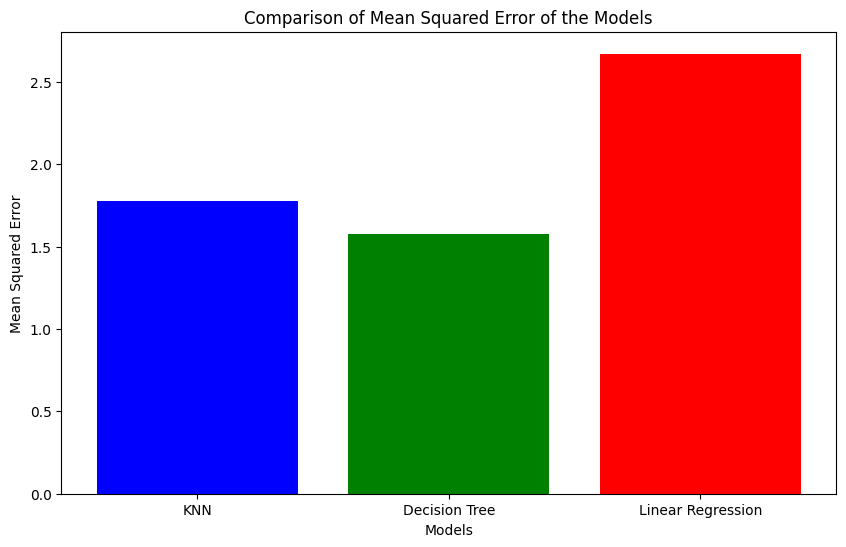 Comparison of Mean Squared Error of the Models
Mean Squared Error
2.5
2.0
1.5
1.0
0.5
0.0
KNN
Decision Tree
Linear Regression
Models